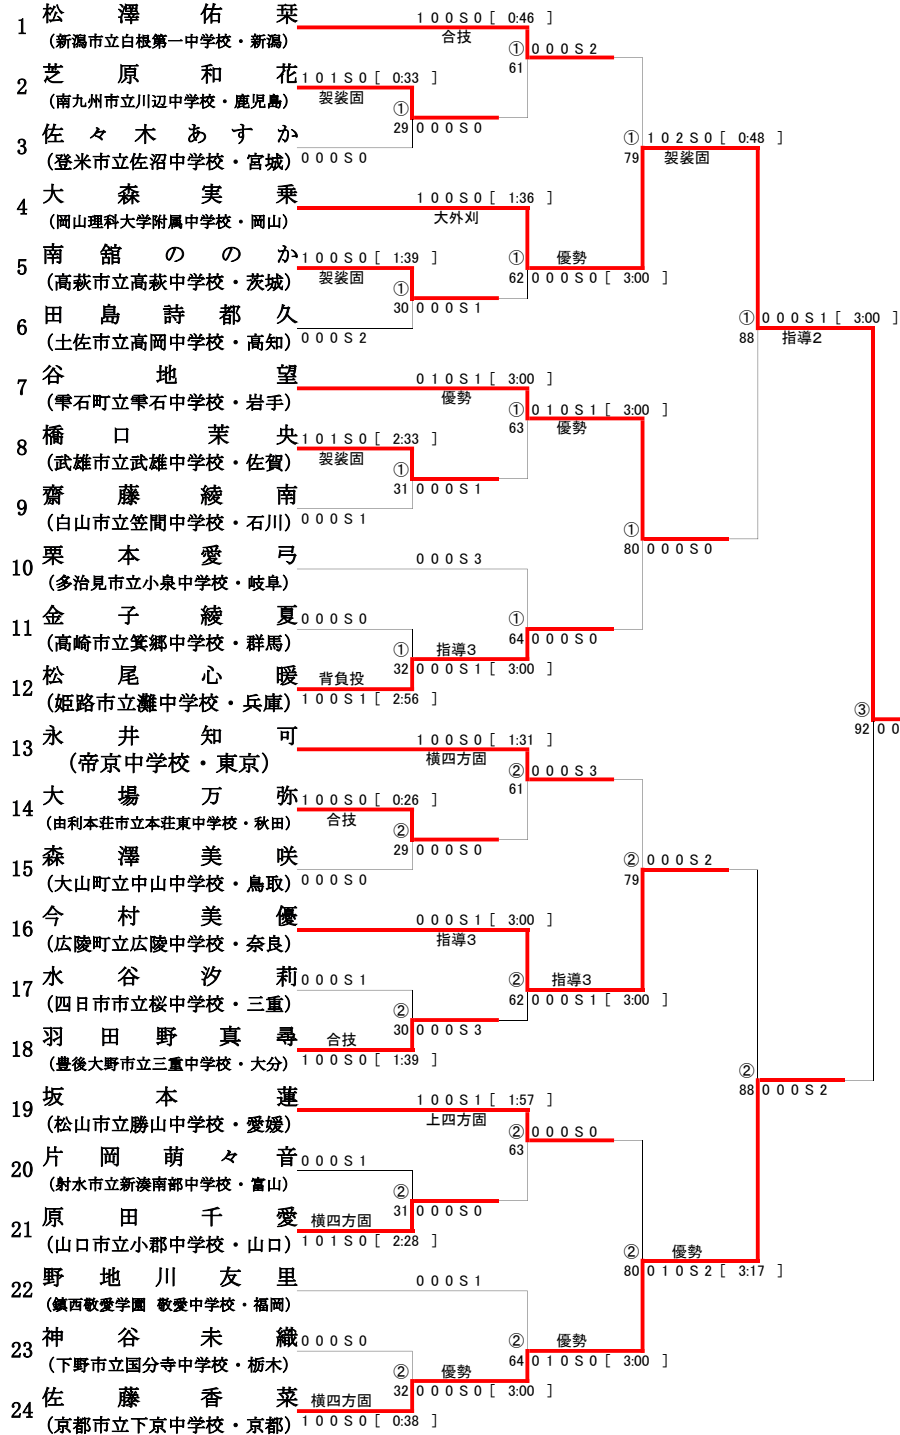 松澤佑栞
1
(新潟市立白根第一中学校・新潟)
100S0[ 0:46 ]
合技
①000S2
61
芝原和花
2
(南九州市立川辺中学校・鹿児島)
101S0[ 0:33 ]
袈裟固
①
29 000S0
佐々木あすか
3
(登米市立佐沼中学校・宮城)
000S0
①102S0[ 0:48 ]
79 袈裟固
大森実乗
4
(岡山理科大学附属中学校・岡山)
100S0[ 1:36 ]
大外刈
南舘ののか
5
(高萩市立高萩中学校・茨城)
100S0[ 1:39 ]
袈裟固
① 優勢
62 000S0[ 3:00 ]
①
30 000S1
田島詩都久
6
(土佐市立高岡中学校・高知)
000S2
①000S1[ 3:00 ]
88 指導2
谷地望
7
(雫石町立雫石中学校・岩手)
010S1[ 3:00 ]
優勢
①010S1[ 3:00 ]
63 優勢
橋口茉央
8
(武雄市立武雄中学校・佐賀)
101S0[ 2:33 ]
袈裟固
①
31 000S1
齋藤綾南
9
(白山市立笠間中学校・石川)
000S1
①
80 000S0
栗本愛弓
10
(多治見市立小泉中学校・岐阜)
000S3
金子綾夏
11
(高崎市立箕郷中学校・群馬)
000S0
①
64 000S0
① 指導3
32 000S1[ 3:00 ]
松尾心暖
12
(姫路市立灘中学校・兵庫)
背負投
100S1[ 2:56 ]
③
92 00
永井知可
13
(帝京中学校・東京)
100S0[ 1:31 ]
横四方固
②000S3
61
大場万弥
14
(由利本荘市立本荘東中学校・秋田)
100S0[ 0:26 ]
合技
②
29 000S0
森澤美咲
15
(大山町立中山中学校・鳥取)
000S0
②000S2
79
今村美優
16
(広陵町立広陵中学校・奈良)
000S1[ 3:00 ]
指導3
水谷汐莉
17
(四日市市立桜中学校・三重)
000S1
② 指導3
62 000S1[ 3:00 ]
②
30 000S3
羽田野真尋
18
(豊後大野市立三重中学校・大分)
合技
100S0[ 1:39 ]
②
88 000S2
坂本蓮
19
(松山市立勝山中学校・愛媛)
100S1[ 1:57 ]
上四方固
②000S0
63
片岡萌々音
20
(射水市立新湊南部中学校・富山)
000S1
②
31 000S0
原田千愛
21
(山口市立小郡中学校・山口)
横四方固
101S0[ 2:28 ]
② 優勢
80 010S2[ 3:17 ]
野地川友里
22
(鎮西敬愛学園 敬愛中学校・福岡)
000S1
神谷未織
23
(下野市立国分寺中学校・栃木)
000S0
② 優勢
64 010S0[ 3:00 ]
② 優勢
32 000S0[ 3:00 ]
佐藤香菜
24
(京都市立下京中学校・京都)
横四方固
100S0[ 0:38 ]